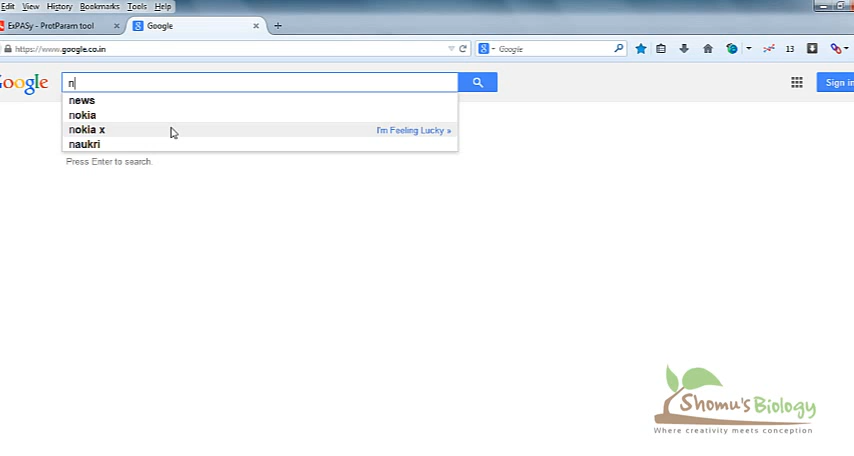 Edit View History Bookmarks Tools Help
ExPASy - ProtParam tool
Google
https://www.google.co.in
Google
13
Google
n
Sign in
news
nokia
nokia x
I'm Feeling Lucky »
naukri
Press Enter to search.
Shomu's Biology
Where creativity meets conception